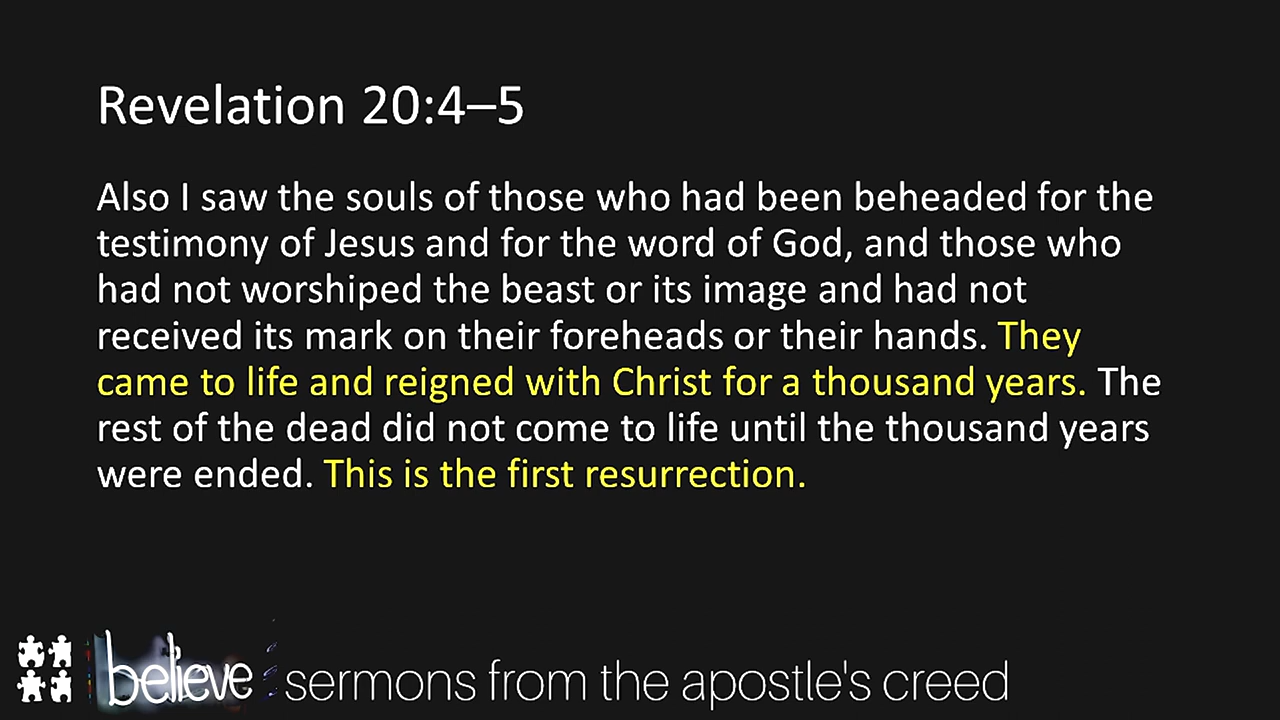 Revelation 20:4–5
Also I saw the souls of those who had been beheaded for the
testimony of Jesus and for the word of God, and those who
had not worshiped the beast or its image and had not
received its mark on their foreheads or their hands. They
came to life and reigned with Christ for a thousand years. The
rest of the dead did not come to life until the thousand years
were ended. This is the first resurrection.
believe sermons from the apostle's creed